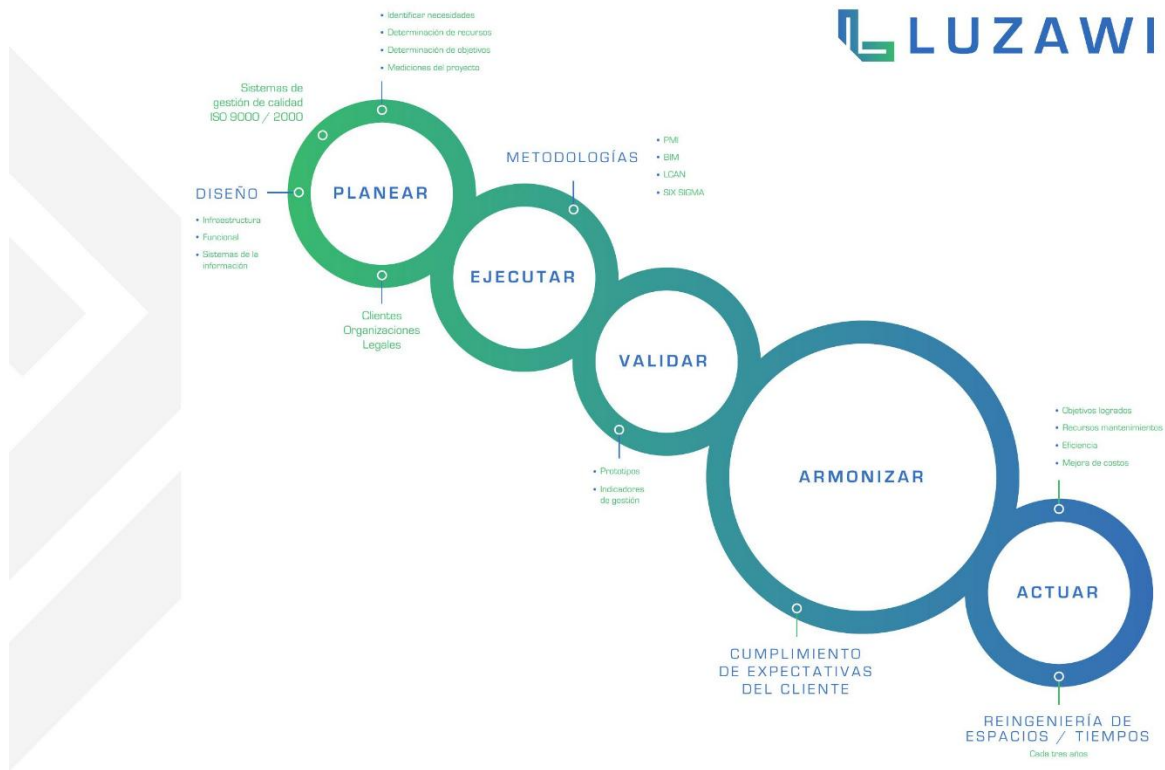 LUZAWI
• Identificar necesidades
• Determinación de recursos
• Determinación de objetivos
• Mediciones del proyecto
Sistemas de
gestión de calidad
ISO 9000 / 2000
DISEÑO
• Infraestructura
• Funcional
• Sistemas de la
información
PLANEAR
Clientes
Organizaciones
Legales
METODOLOGÍAS
• PMI
• BIM
• LCAN
• SIX SIGMA
EJECUTAR
VALIDAR
• Prototipos
• Indicadores
de gestión
ARMONIZAR
CUMPLIMIENTO
DE EXPECTATIVAS
DEL CLIENTE
• Objetivos logrados
• Recursos mantenimientos
• Eficiencia
• Mejora de costos
ACTUAR
REINGENIERÍA DE
ESPACIOS / TIEMPOS
Cada tres años